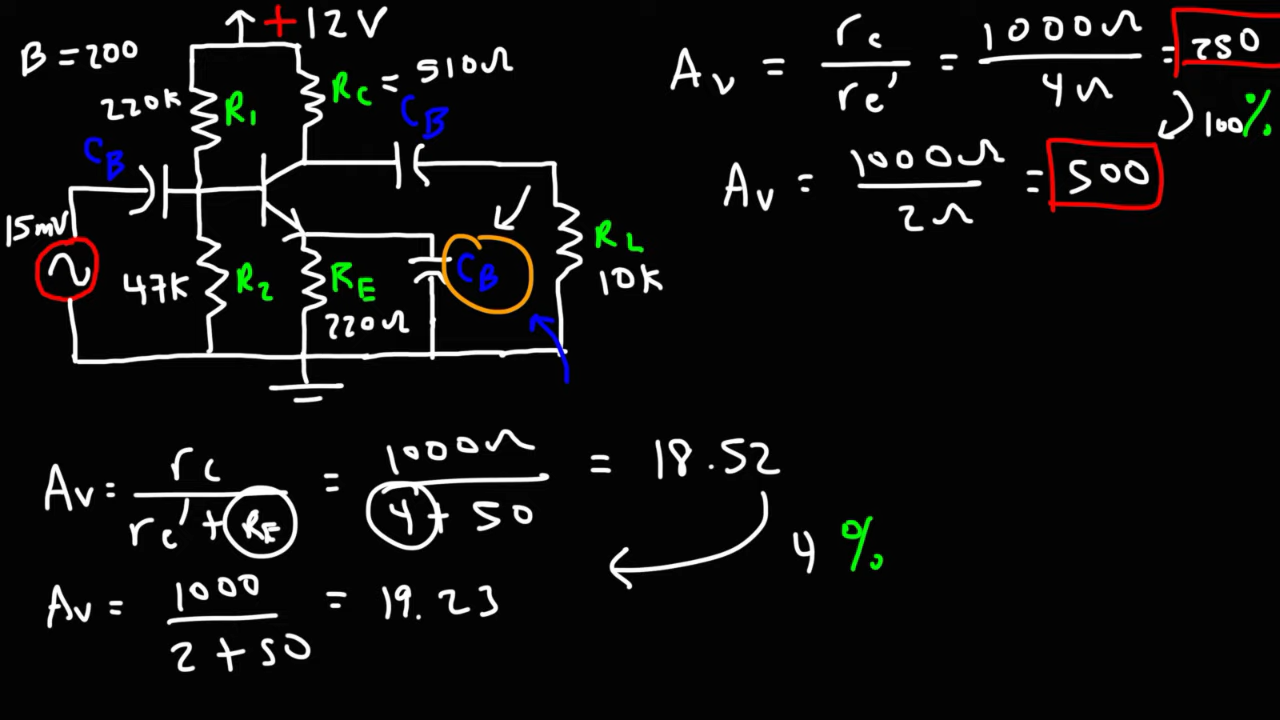 +12V
β = 200
220K R1
RC = 510Ω
CB
CB
15mV
47K R2
RE
220Ω
CB
RL
10K
Av = rc / re' = 1000Ω / 4Ω = 250
100%
Av = 1000Ω / 2Ω = 500
Av = rc / re' + RE = 1000Ω / 4 + 50 = 18.52
4%
Av = 1000 / 2 + 50 = 19.23